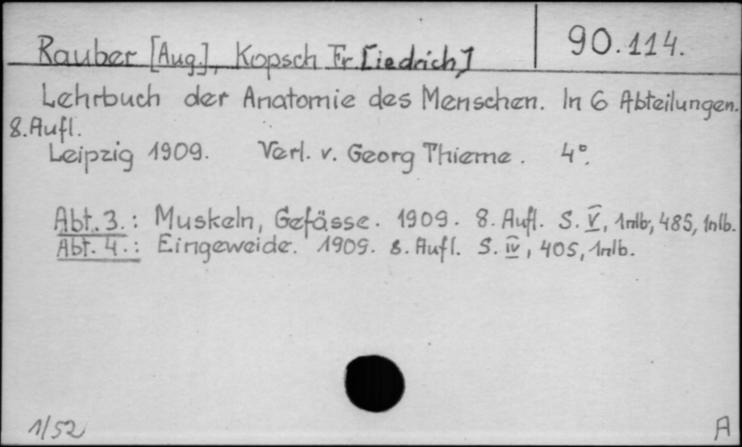 90.114.
Rauber [Aug.], Kopsch Fr.[iedrich]
Lehrbuch der Anatomie des Menschen. In 6 Abteilungen.
8. Aufl.
Leipzig 1909. Verl. v. Georg Thieme. 4°.
Abt. 3.: Muskeln, Gefässe. 1909. 8. Aufl. S. V, 1nlb, 485, 1nlb.
Abt. 4.: Eingeweide. 1909. 8. Aufl. S. IV, 405, 1nlb.
1/52
A